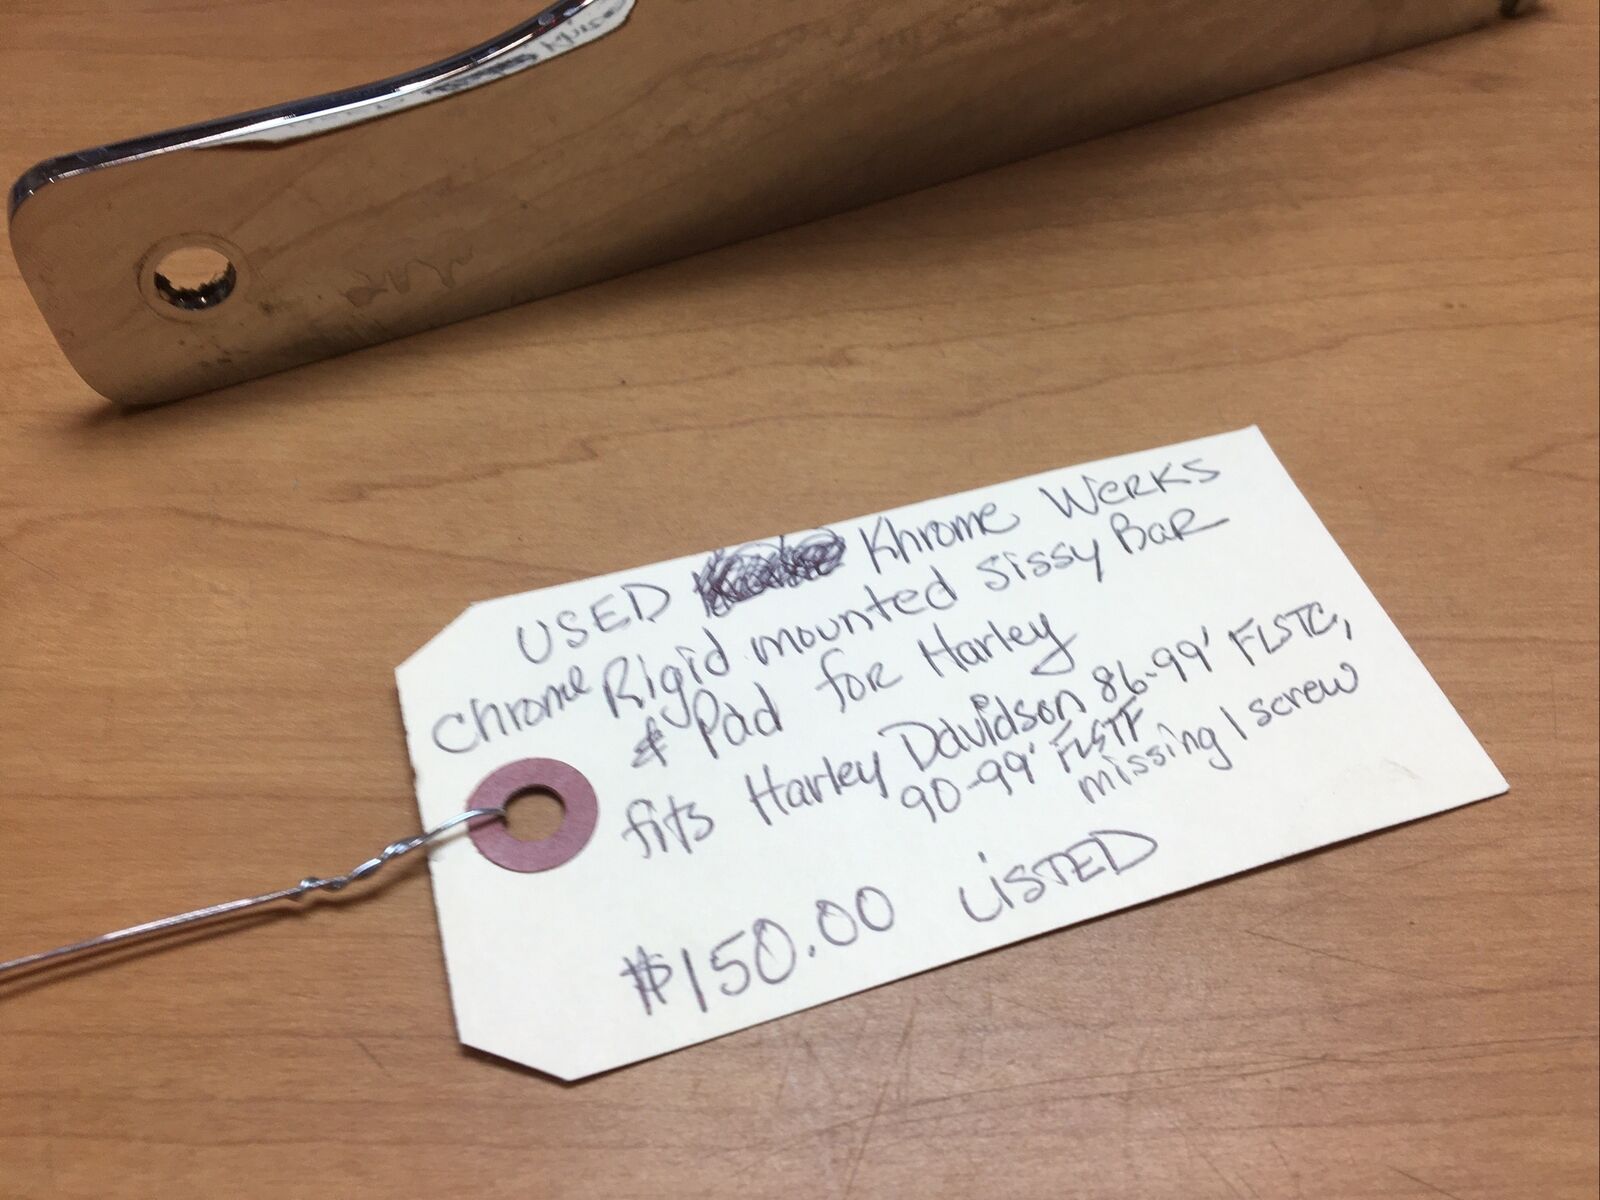 USED Khrome WERKS
Chrome Rigid mounted Sissy BaR
& Pad foR Harley
fits Harley Davidson 86-99' FLSTC,
90-99' FLSTF
missing 1 screw
$150.00 LiSTED